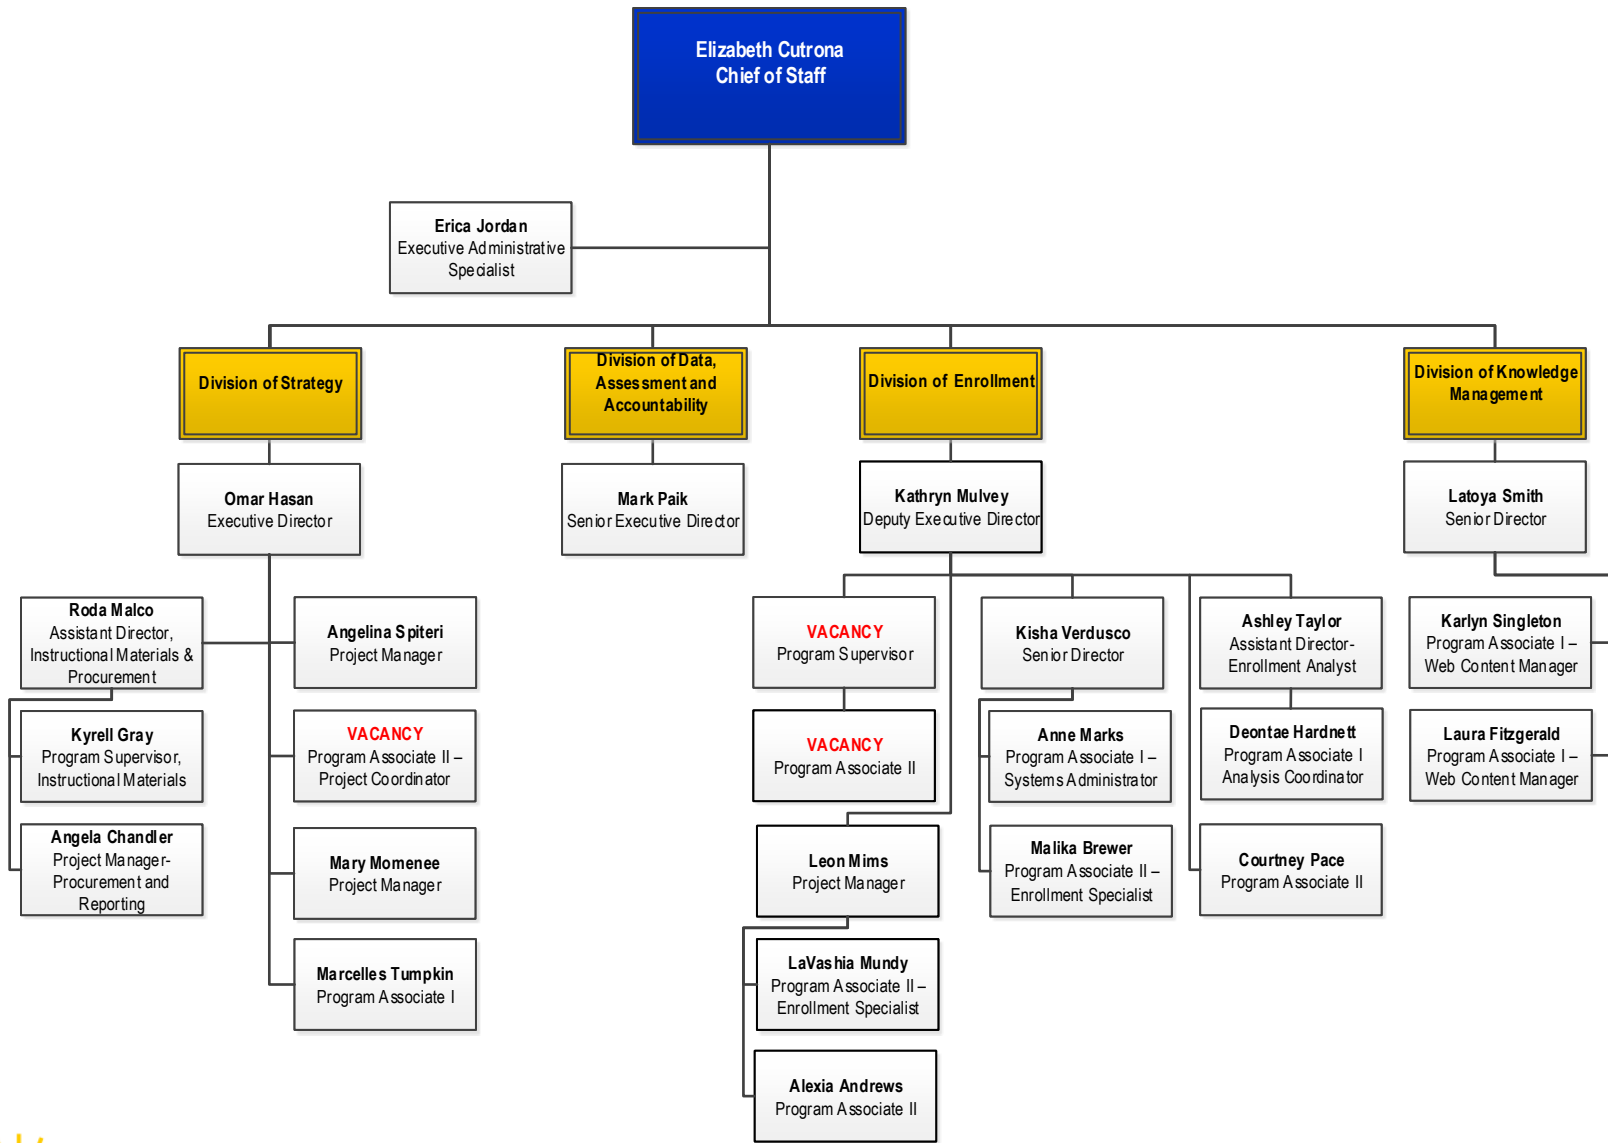 Elizabeth Cutrona
Chief of Staff
Erica Jordan
Executive Administrative
Specialist
Division of Strategy
Division of Data,
Assessment and
Accountability
Division of Enrollment
Division of Knowledge
Management
Omar Hasan
Executive Director
Mark Paik
Senior Executive Director
Kathryn Mulvey
Deputy Executive Director
Latoya Smith
Senior Director
Roda Malco
Assistant Director,
Instructional Materials &
Procurement
Angelina Spiteri
Project Manager
VACANCY
Program Supervisor
Kisha Verdusco
Senior Director
Ashley Taylor
Assistant Director-
Enrollment Analyst
Karlyn Singleton
Program Associate I –
Web Content Manager
Kyrell Gray
Program Supervisor,
Instructional Materials
VACANCY
Program Associate II –
Project Coordinator
VACANCY
Program Associate II
Anne Marks
Program Associate I –
Systems Administrator
Deontae Hardnett
Program Associate I
Analysis Coordinator
Laura Fitzgerald
Program Associate I –
Web Content Manager
Angela Chandler
Project Manager-
Procurement and
Reporting
Mary Momenee
Project Manager
Leon Mims
Project Manager
Malika Brewer
Program Associate II –
Enrollment Specialist
Courtney Pace
Program Associate II
Marcelles Tumpkin
Program Associate I
LaVashia Mundy
Program Associate II –
Enrollment Specialist
Alexia Andrews
Program Associate II